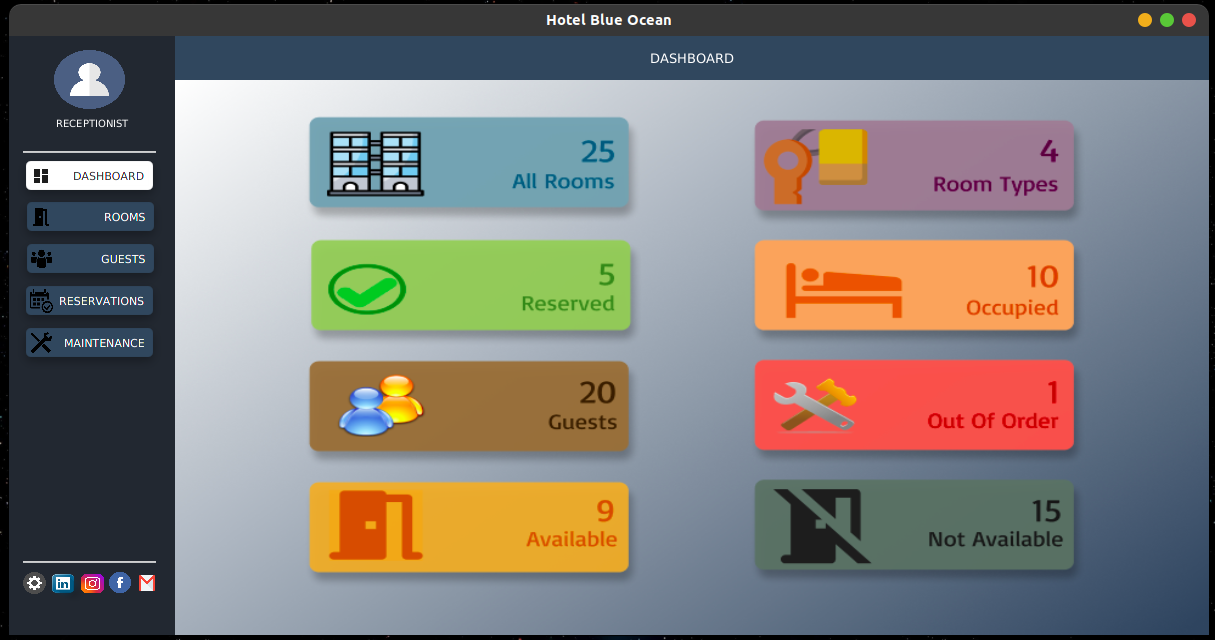 Hotel Blue Ocean
RECEPTIONIST
DASHBOARD
ROOMS
GUESTS
RESERVATIONS
MAINTENANCE
in
f
DASHBOARD
25
All Rooms
4
Room Types
5
Reserved
10
Occupied
20
Guests
1
Out Of Order
9
Available
15
Not Available